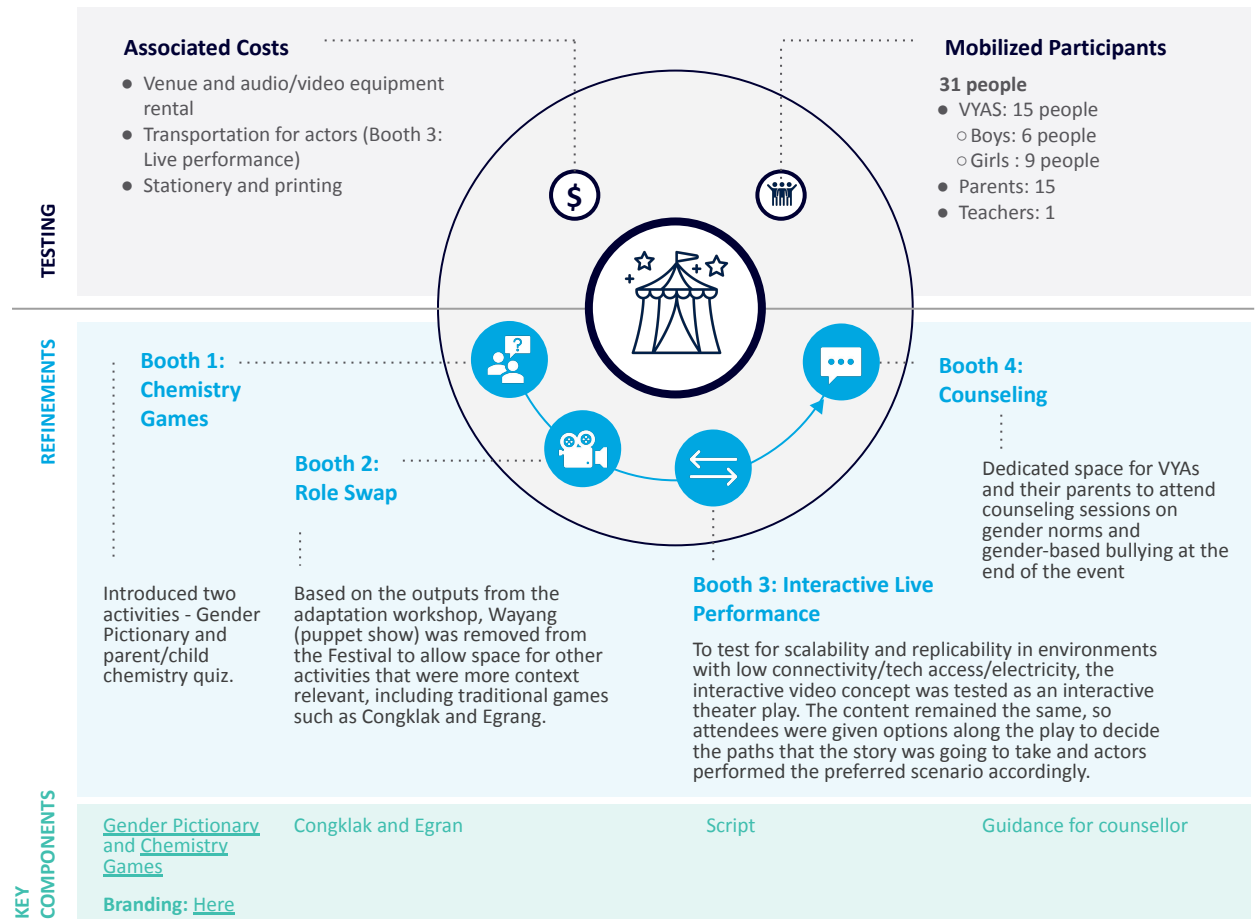 TESTING
Associated Costs
● Venue and audio/video equipment
rental
● Transportation for actors (Booth 3:
Live performance)
● Stationery and printing
$
Mobilized Participants
31 people
● VYAS: 15 people
○ Boys: 6 people
○ Girls : 9 people
● Parents: 15
● Teachers: 1
REFINEMENTS
?
Booth 1:
Chemistry
Games
Introduced two
activities - Gender
Pictionary and
parent/child
chemistry quiz.
Booth 2:
Role Swap
Based on the outputs from the
adaptation workshop, Wayang
(puppet show) was removed from
the Festival to allow space for other
activities that were more context
relevant, including traditional games
such as Congklak and Egrang.
Booth 3: Interactive Live
Performance
To test for scalability and replicability in environments
with low connectivity/tech access/electricity, the
interactive video concept was tested as an interactive
theater play. The content remained the same, so
attendees were given options along the play to decide
the paths that the story was going to take and actors
performed the preferred scenario accordingly.
Booth 4:
Counseling
Dedicated space for VYAs
and their parents to attend
counseling sessions on
gender norms and
gender-based bullying at the
end of the event
KEY
COMPONENTS
Gender Pictionary
and Chemistry
Games
Branding: Here
Congklak and Egran
Script
Guidance for counsellor